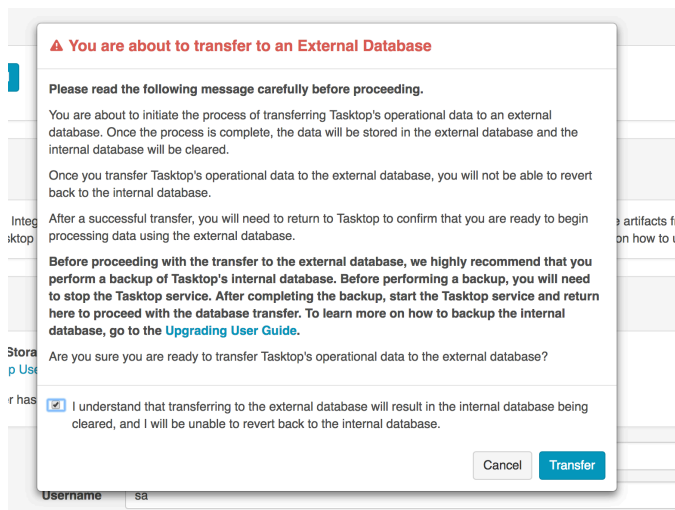 You are about to transfer to an External Database
Please read the following message carefully before proceeding.
You are about to initiate the process of transferring Tasktop's operational data to an external
database. Once the process is complete, the data will be stored in the external database and the
internal database will be cleared.
Once you transfer Tasktop's operational data to the external database, you will not be able to revert
back to the internal database.
After a successful transfer, you will need to return to Tasktop to confirm that you are ready to begin
processing data using the external database.
Before proceeding with the transfer to the external database, we highly recommend that you
perform a backup of Tasktop's internal database. Before performing a backup, you will need
to stop the Tasktop service. After completing the backup, start the Tasktop service and return
here to proceed with the database transfer. To learn more on how to backup the internal
database, go to the Upgrading User Guide.
Are you sure you are ready to transfer Tasktop's operational data to the external database?
I understand that transferring to the external database will result in the internal database being
cleared, and I will be unable to revert back to the internal database.
Cancel Transfer
Integ
artifacts
sktop
on how to
Stora
p Use
r has
Username sa